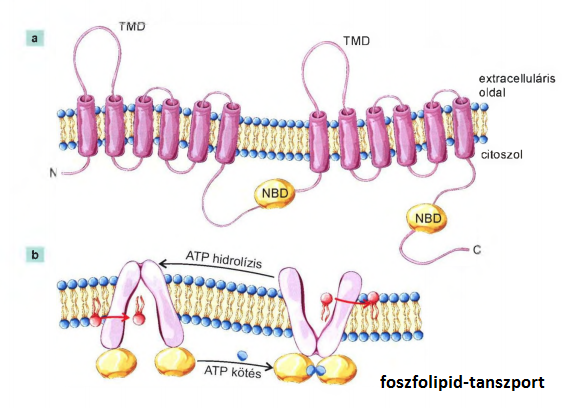 a
TMD
TMD
extracelluláris
oldal
citoszol
N
NBD
NBD
C
b
ATP hidrolízis
ATP kötés
foszfolipid-tanszport